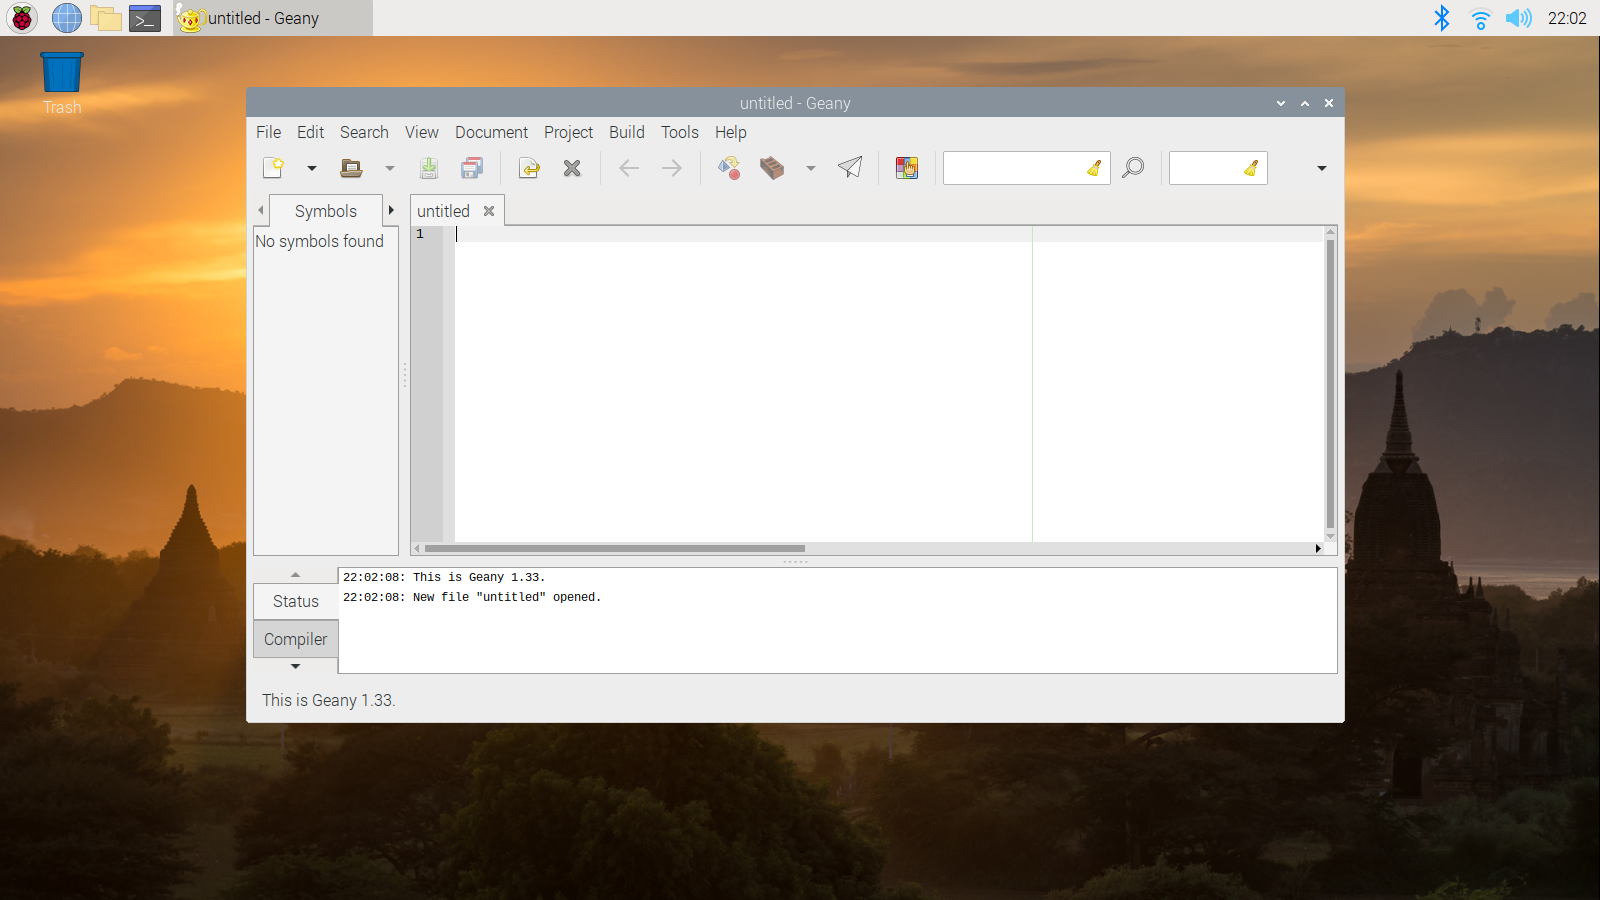 untitled - Geany
22:02
Trash
untitled - Geany
File Edit Search View Document Project Build Tools Help
Symbols
untitled
No symbols found
1
22:02:08: This is Geany 1.33.
22:02:08: New file "untitled" opened.
Status
Compiler
This is Geany 1.33.